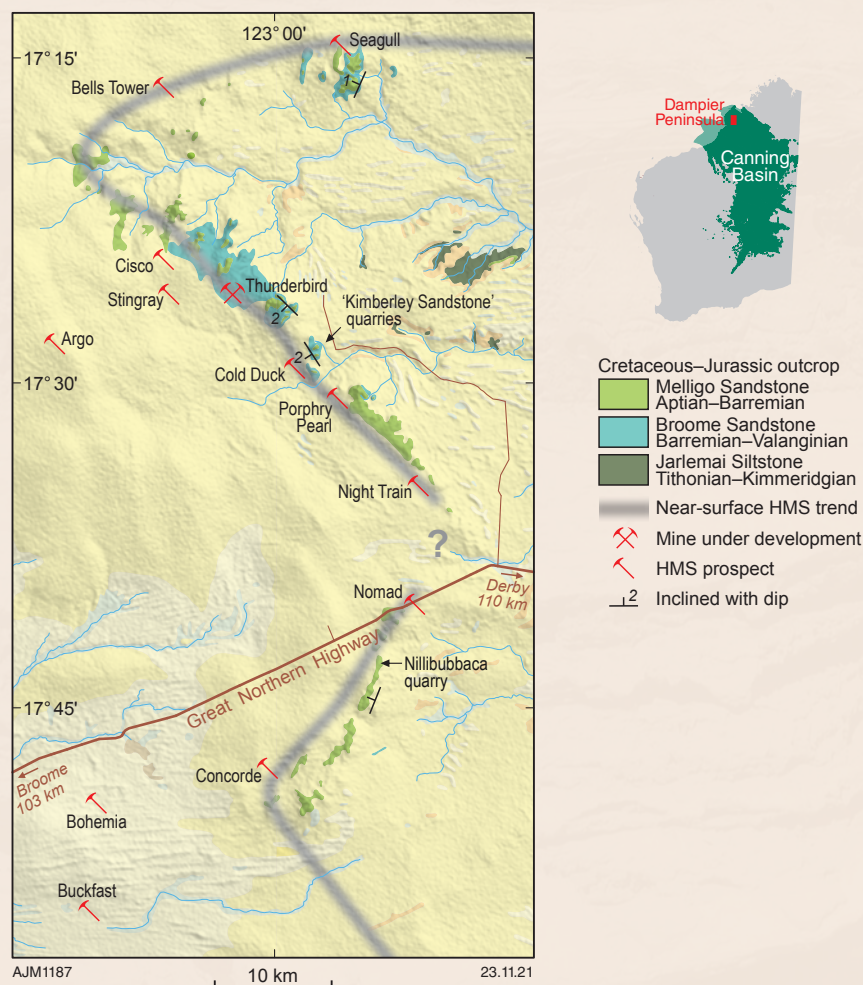 123° 00'
Seagull
17° 15'
1
Bells Tower
Cisco
Thunderbird
Stingray
2
'Kimberley Sandstone'
quarries
Argo
2
Cold Duck
17° 30'
Porphry
Pearl
Night Train
?
Nomad
Derby
110 km
Great Northern Highway
Nillibubbaca
quarry
17° 45'
Concorde
Broome
103 km
Bohemia
Buckfast
AJM1187
10 km
23.11.21
Dampier
Peninsula
Canning
Basin
Cretaceous–Jurassic outcrop
Melligo Sandstone
Aptian–Barremian
Broome Sandstone
Barremian–Valanginian
Jarlemai Siltstone
Tithonian–Kimmeridgian
Near-surface HMS trend
Mine under development
HMS prospect
2 Inclined with dip